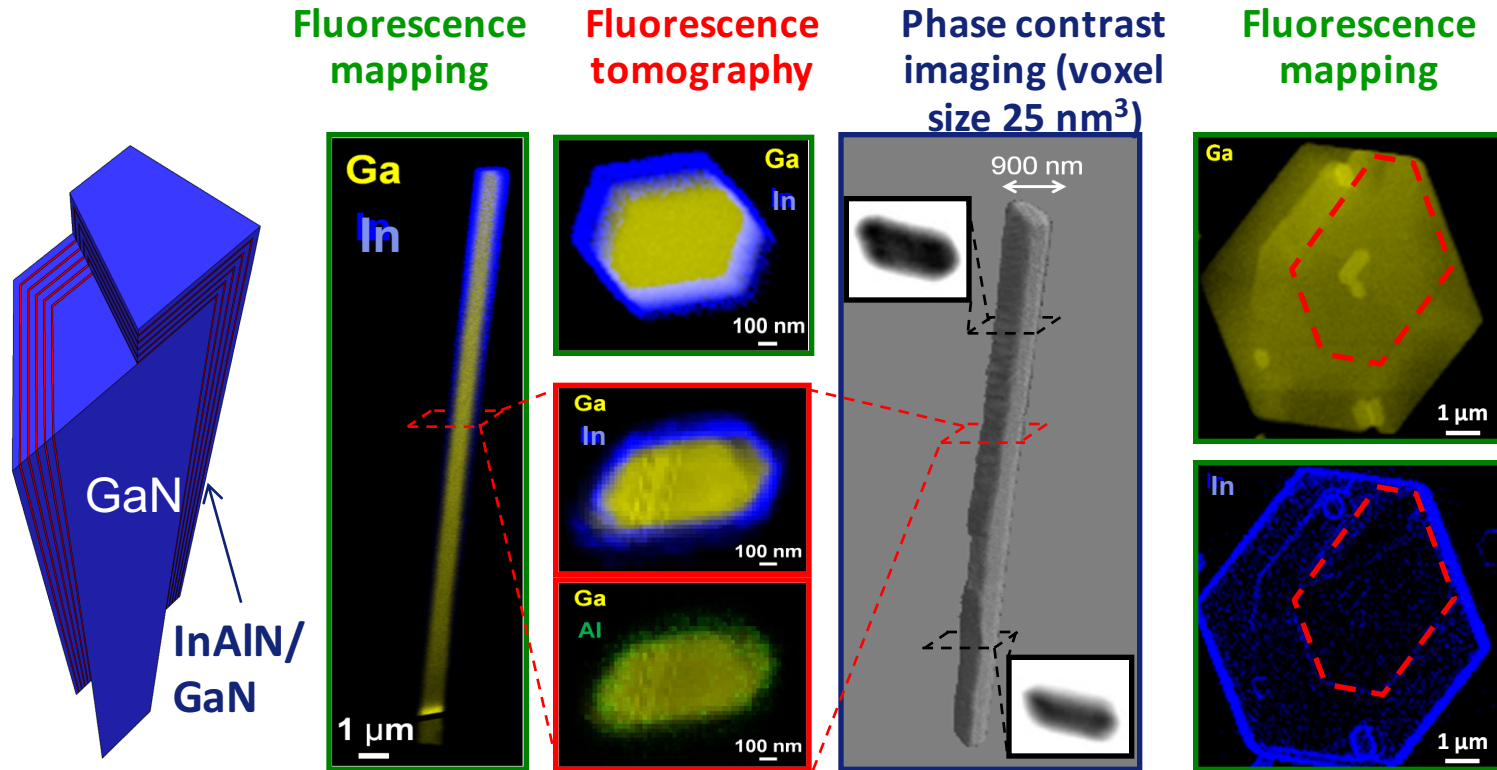 Fluorescence
mapping
Fluorescence
tomography
Phase contrast
imaging (voxel
size 25 nm³)
Fluorescence
mapping
GaN
InAlN/
GaN
Ga
In
1 µm
Ga
In
100 nm
Ga
In
100 nm
Ga
Al
100 nm
900 nm
Ga
1 µm
In
1 µm